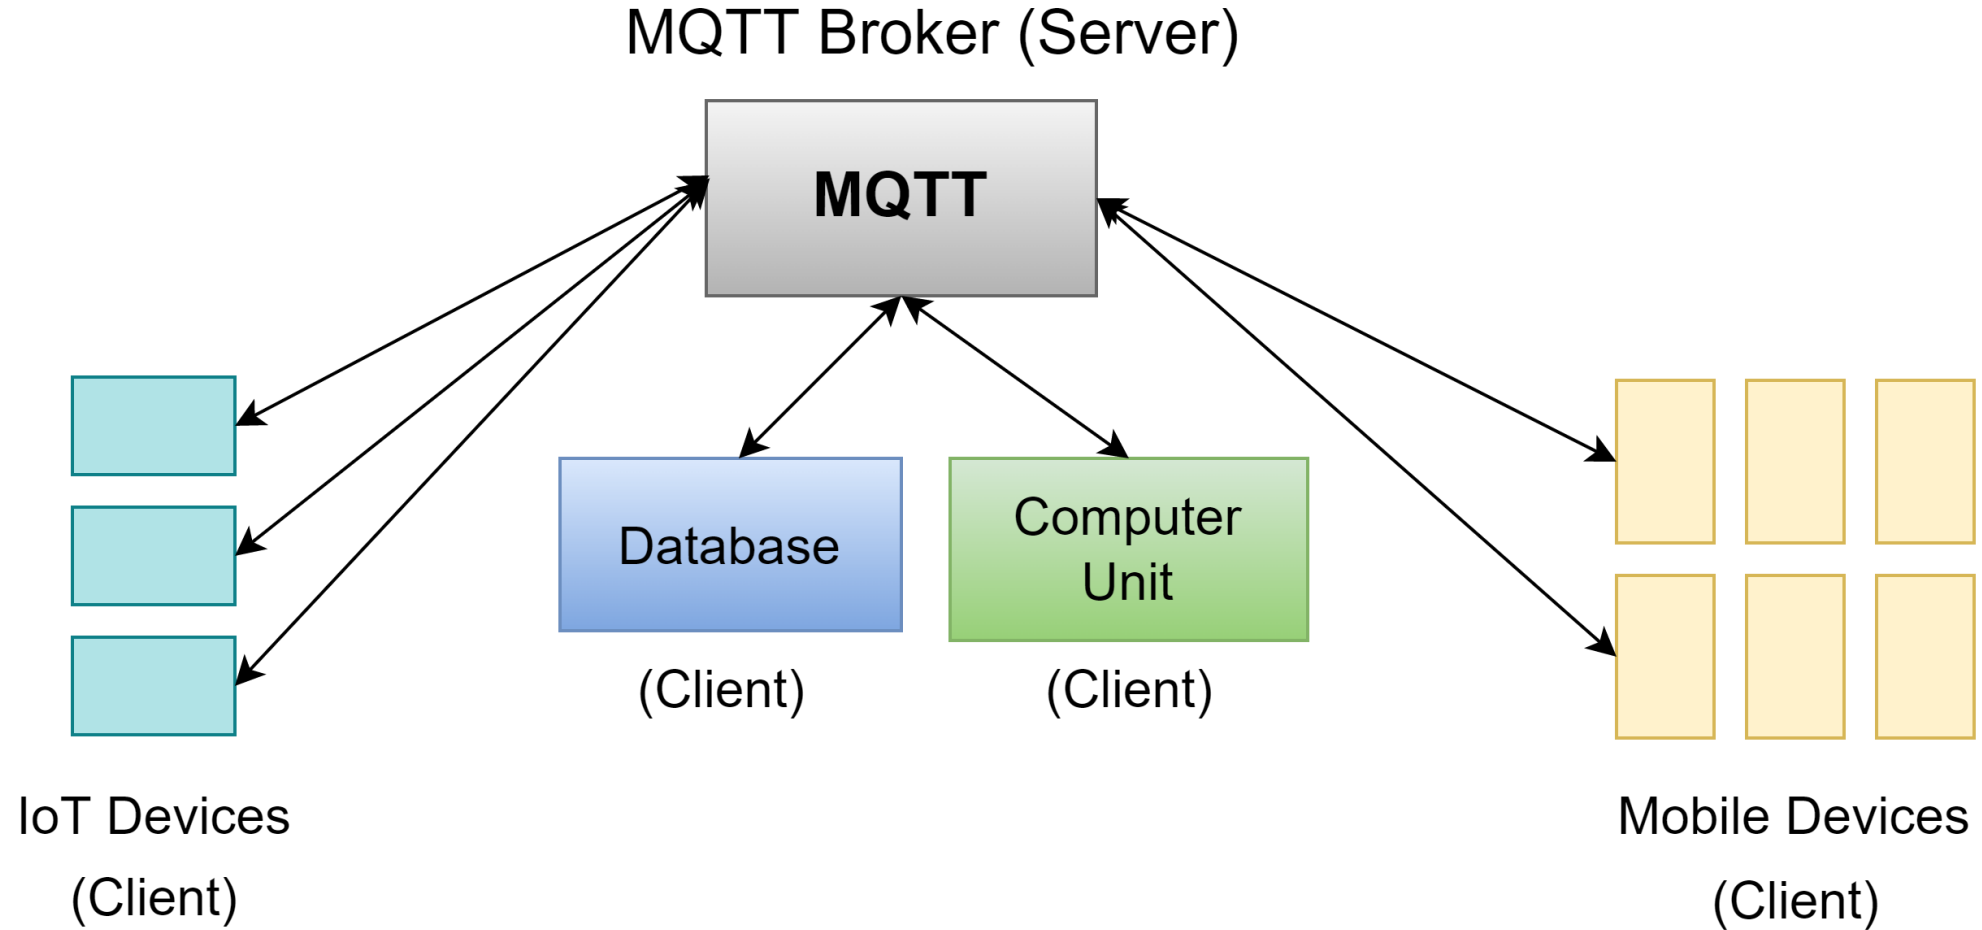 MQTT Broker (Server)
MQTT
Database
Computer
Unit
(Client)
(Client)
IoT Devices
(Client)
Mobile Devices
(Client)